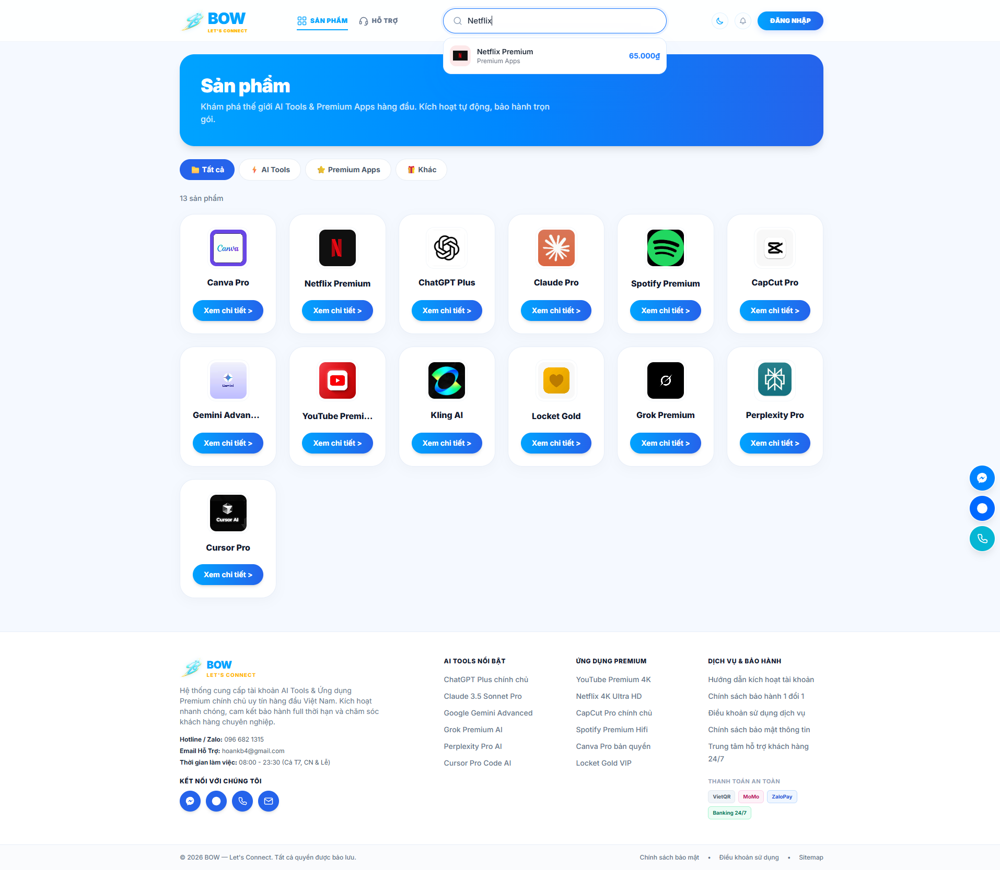 BOW
LET'S CONNECT
SẢN PHẨM
HỖ TRỢ
Netflix
ĐĂNG NHẬP
N
Netflix Premium
Premium Apps
65.000₫
Sản phẩm
Khám phá thế giới AI Tools & Premium Apps hàng đầu. Kích hoạt tự động, bảo hành trọn
gói.
Tất cả
AI Tools
Premium Apps
Khác
13 sản phẩm
Canva
N
Canva Pro
Netflix Premium
ChatGPT Plus
Claude Pro
Spotify Premium
CapCut Pro
Xem chi tiết >
Xem chi tiết >
Xem chi tiết >
Xem chi tiết >
Xem chi tiết >
Xem chi tiết >
Gemini
Gemini Advan...
YouTube Premi...
Kling AI
Locket Gold
Grok Premium
Perplexity Pro
Xem chi tiết >
Xem chi tiết >
Xem chi tiết >
Xem chi tiết >
Xem chi tiết >
Xem chi tiết >
Cursor AI
Cursor Pro
Xem chi tiết >
BOW
LET'S CONNECT
Hệ thống cung cấp tài khoản AI Tools & Ứng dụng
Premium chính chủ uy tín hàng đầu Việt Nam. Kích hoạt
nhanh chóng, cam kết bảo hành full thời hạn và chăm sóc
khách hàng chuyên nghiệp.
Hotline / Zalo: 096 682 1315
Email Hỗ Trợ: hoankb4@gmail.com
Thời gian làm việc: 08:00 - 23:30 (Cả T7, CN & Lễ)
KẾT NỐI VỚI CHÚNG TÔI
AI TOOLS NỔI BẬT
ChatGPT Plus chính chủ
Claude 3.5 Sonnet Pro
Google Gemini Advanced
Grok Premium AI
Perplexity Pro AI
Cursor Pro Code AI
ỨNG DỤNG PREMIUM
YouTube Premium 4K
Netflix 4K Ultra HD
CapCut Pro chính chủ
Spotify Premium Hifi
Canva Pro bản quyền
Locket Gold VIP
DỊCH VỤ & BẢO HÀNH
Hướng dẫn kích hoạt tài khoản
Chính sách bảo hành 1 đổi 1
Điều khoản sử dụng dịch vụ
Chính sách bảo mật thông tin
Trung tâm hỗ trợ khách hàng
24/7
THANH TOÁN AN TOÀN
VietQR
MoMo
ZaloPay
Banking 24/7
© 2026 BOW — Let's Connect. Tất cả quyền được bảo lưu.
Chính sách bảo mật
•
Điều khoản sử dụng
•
Sitemap